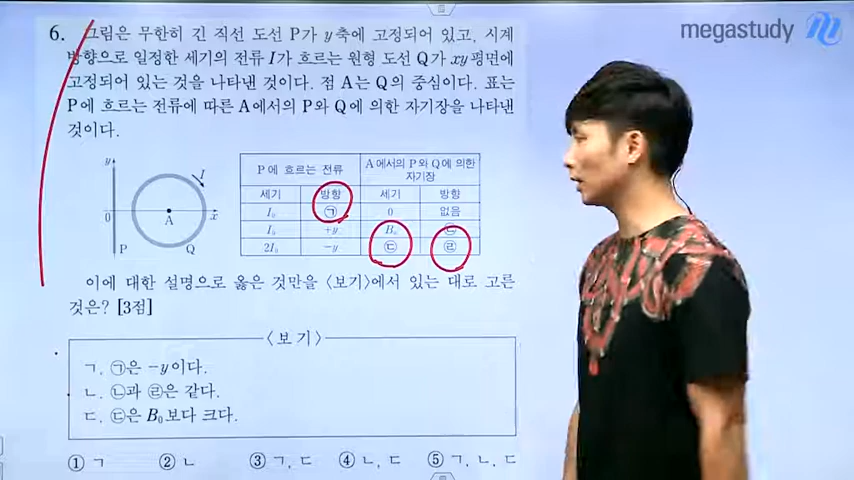 megastudy
6. 그림은 무한히 긴 직선 도선 P가 y축에 고정되어 있고, 시계
방향으로 일정한 세기의 전류 I가 흐르는 원형 도선 Q가 xy평면에
고정되어 있는 것을 나타낸 것이다. 점 A는 Q의 중심이다. 표는
P에 흐르는 전류에 따른 A에서의 P와 Q에 의한 자기장을 나타낸
것이다.
y
I
0
A
x
P
Q
P에 흐르는 전류
A에서의 P와 Q에 의한
자기장
세기 방향 세기 방향
I₀ ㉠ 0 없음
I₀ +y B₀ ㉡
2I₀ -y ㉢ ㉣
이에 대한 설명으로 옳은 것만을 <보기>에서 있는 대로 고른
것은? [3점]
<보 기>
ㄱ. ㉠은 -y이다.
ㄴ. ㉡과 ㉣은 같다.
ㄷ. ㉢은 B₀보다 크다.
① ㄱ ② ㄴ ③ ㄱ, ㄷ ④ ㄴ, ㄷ ⑤ ㄱ, ㄴ, ㄷ